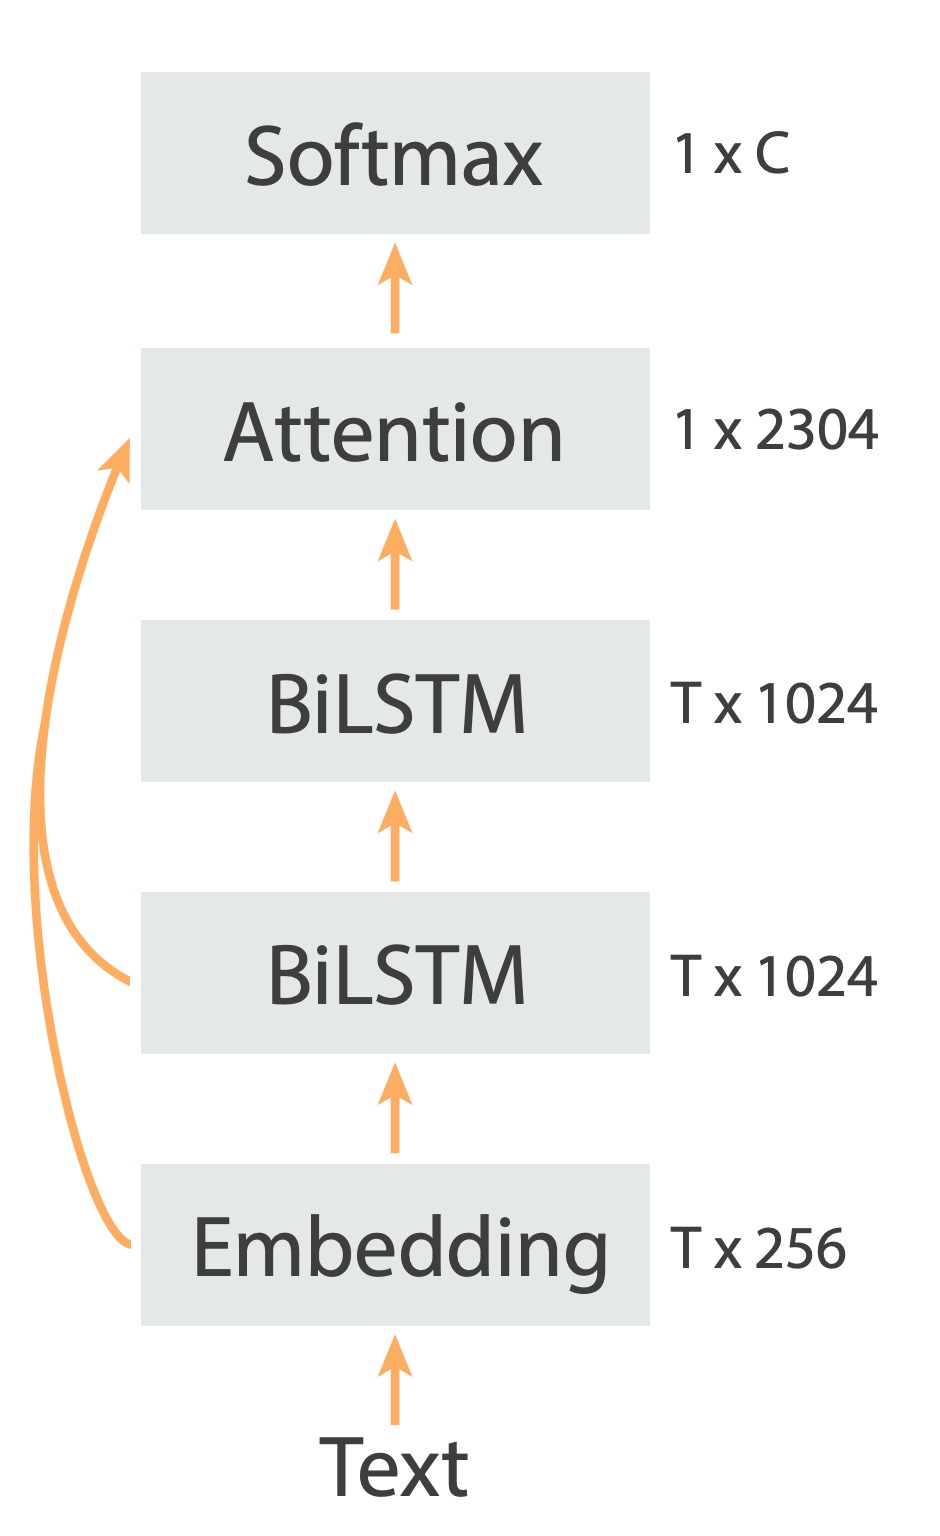 Softmax
1 x C
Attention
1 x 2304
BiLSTM
T x 1024
BiLSTM
T x 1024
Embedding
T x 256
Text